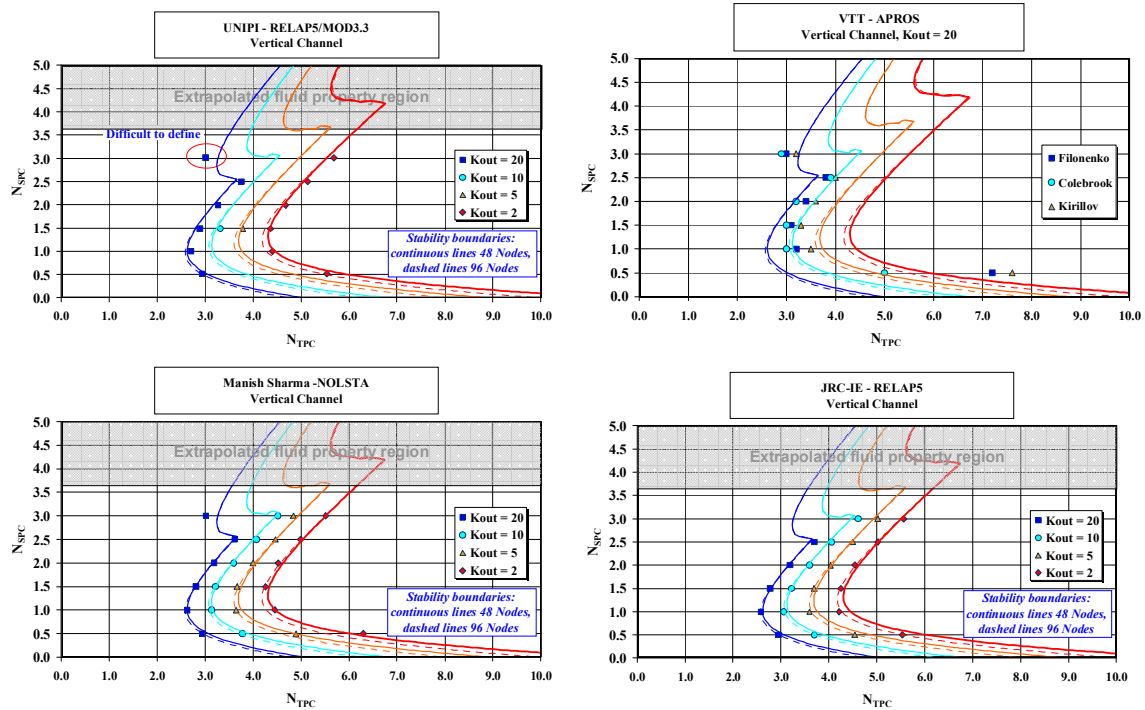 UNIPI - RELAP5/MOD3.3
Vertical Channel
5.0
4.5
4.0
3.5
3.0
2.5
2.0
1.5
1.0
0.5
0.0
N_SPC
Extrapolated fluid property region
Difficult to define
Kout = 20
Kout = 10
Kout = 5
Kout = 2
Stability boundaries:
continuous lines 48 Nodes,
dashed lines 96 Nodes
0.0 1.0 2.0 3.0 4.0 5.0 6.0 7.0 8.0 9.0 10.0
N_TPC
VTT - APROS
Vertical Channel, Kout = 20
5.0
4.5
4.0
3.5
3.0
2.5
2.0
1.5
1.0
0.5
0.0
N_SPC
Filonenko
Colebrook
Kirillov
0.0 1.0 2.0 3.0 4.0 5.0 6.0 7.0 8.0 9.0 10.0
N_TPC
Manish Sharma -NOLSTA
Vertical Channel
5.0
4.5
4.0
3.5
3.0
2.5
2.0
1.5
1.0
0.5
0.0
N_SPC
Extrapolated fluid property region
Kout = 20
Kout = 10
Kout = 5
Kout = 2
Stability boundaries:
continuous lines 48 Nodes,
dashed lines 96 Nodes
0.0 1.0 2.0 3.0 4.0 5.0 6.0 7.0 8.0 9.0 10.0
N_TPC
JRC-IE - RELAP5
Vertical Channel
5.0
4.5
4.0
3.5
3.0
2.5
2.0
1.5
1.0
0.5
0.0
N_SPC
Extrapolated fluid property region
Kout = 20
Kout = 10
Kout = 5
Kout = 2
Stability boundaries:
continuous lines 48 Nodes,
dashed lines 96 Nodes
0.0 1.0 2.0 3.0 4.0 5.0 6.0 7.0 8.0 9.0 10.0
N_TPC